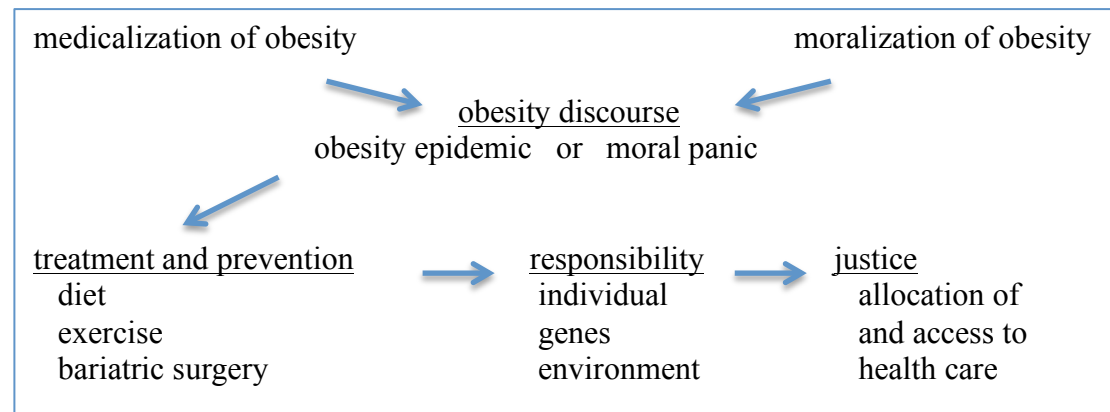 medicalization of obesity moralization of obesity
obesity discourse
obesity epidemic or moral panic
treatment and prevention responsibility justice
diet individual allocation of
exercise genes and access to
bariatric surgery environment health care